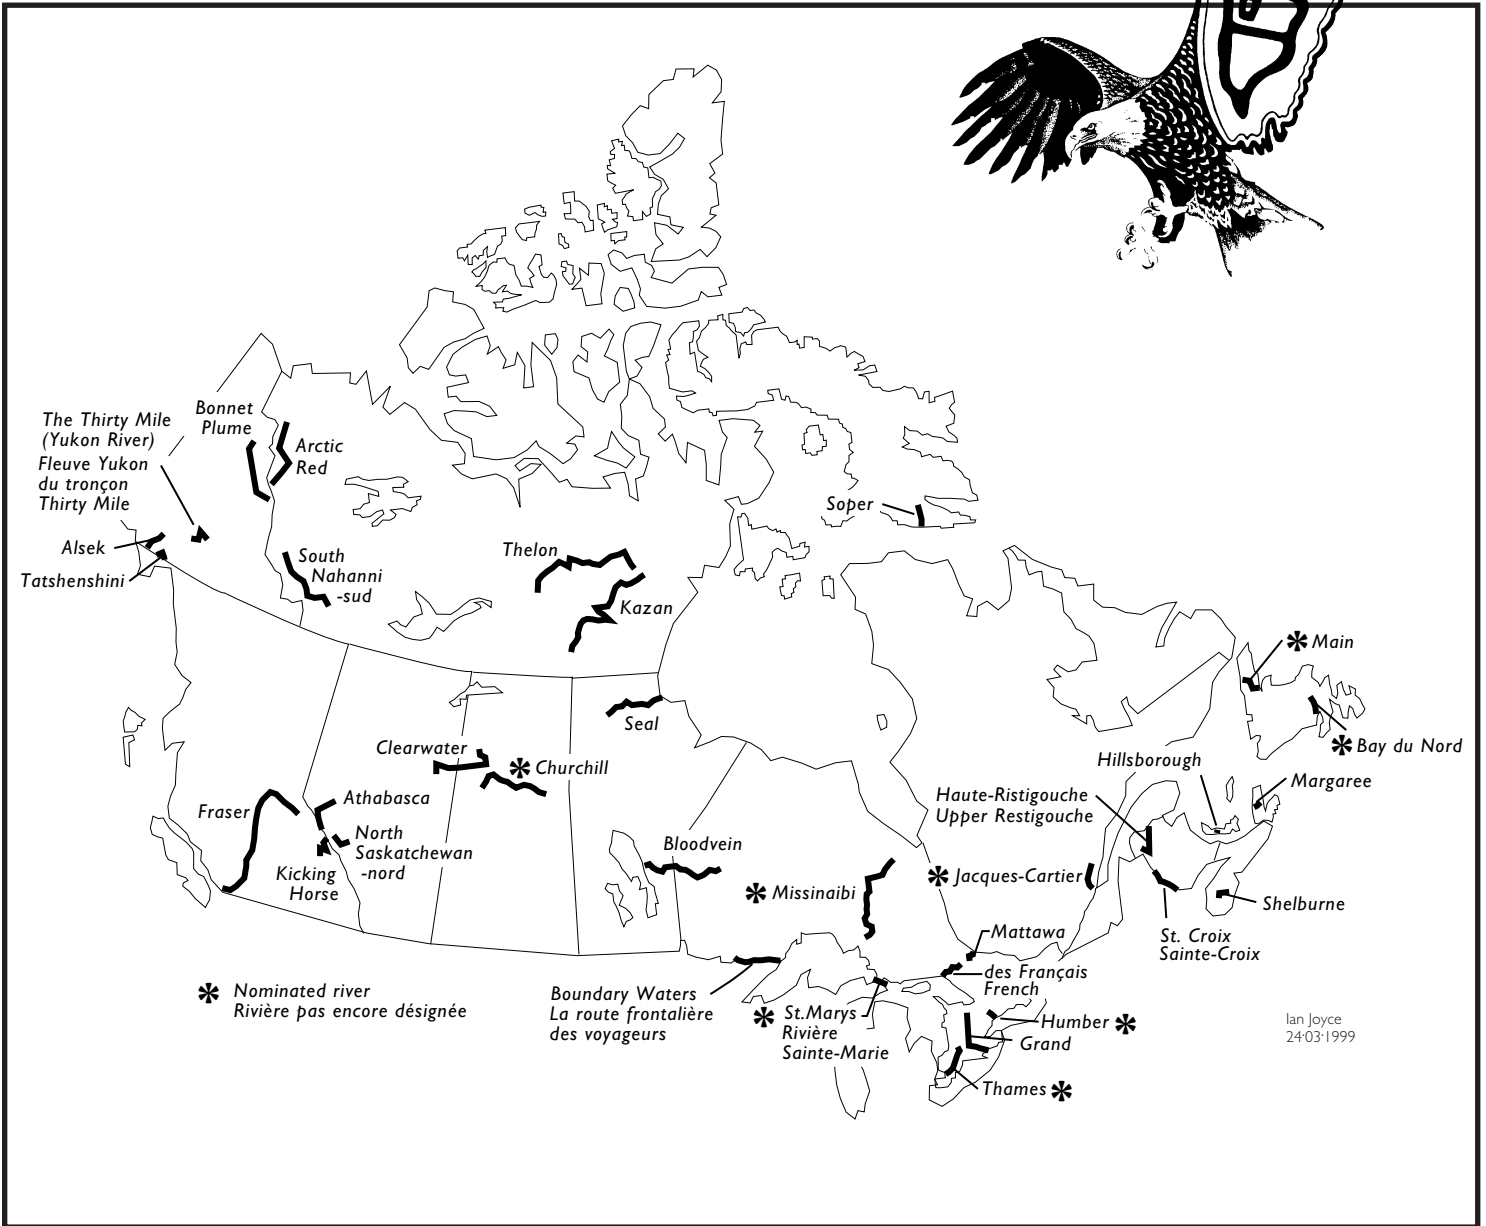 Bonnet
Plume
The Thirty Mile
(Yukon River)
Fleuve Yukon
du tronçon
Thirty Mile
Arctic
Red
Alsek
Tatshenshini
South
Nahanni
-sud
Thelon
Kazan
Soper
Seal
✻ Main
✻ Bay du Nord
Clearwater
✻ Churchill
Hillsborough
Margaree
Haute-Ristigouche
Upper Restigouche
Fraser
Athabasca
North
Saskatchewan
-nord
Kicking
Horse
Bloodvein
✻ Missinaibi
✻ Jacques-Cartier
Shelburne
Mattawa
St. Croix
Sainte-Croix
des Français
French
✻ Nominated river
Rivière pas encore désignée
Boundary Waters
La route frontalière
des voyageurs
✻ St.Marys
Rivière
Sainte-Marie
Humber ✻
Grand
Thames ✻
Ian Joyce
24·03·1999